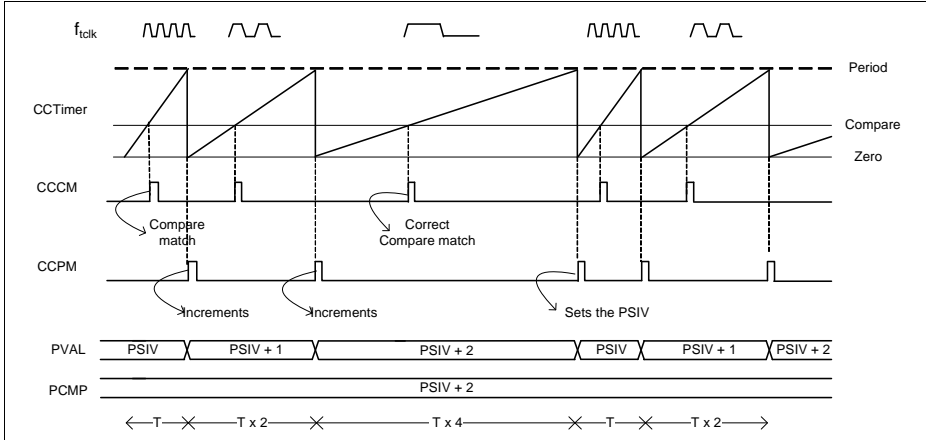 ftclk
Period
CCTimer
Compare
Zero
CCCM
Compare
match
Correct
Compare match
CCPM
Increments
Increments
Sets the PSIV
PVAL
PSIV
PSIV + 1
PSIV + 2
PSIV
PSIV + 1
PSIV + 2
PCMP
PSIV + 2
T
T x 2
T x 4
T
T x 2